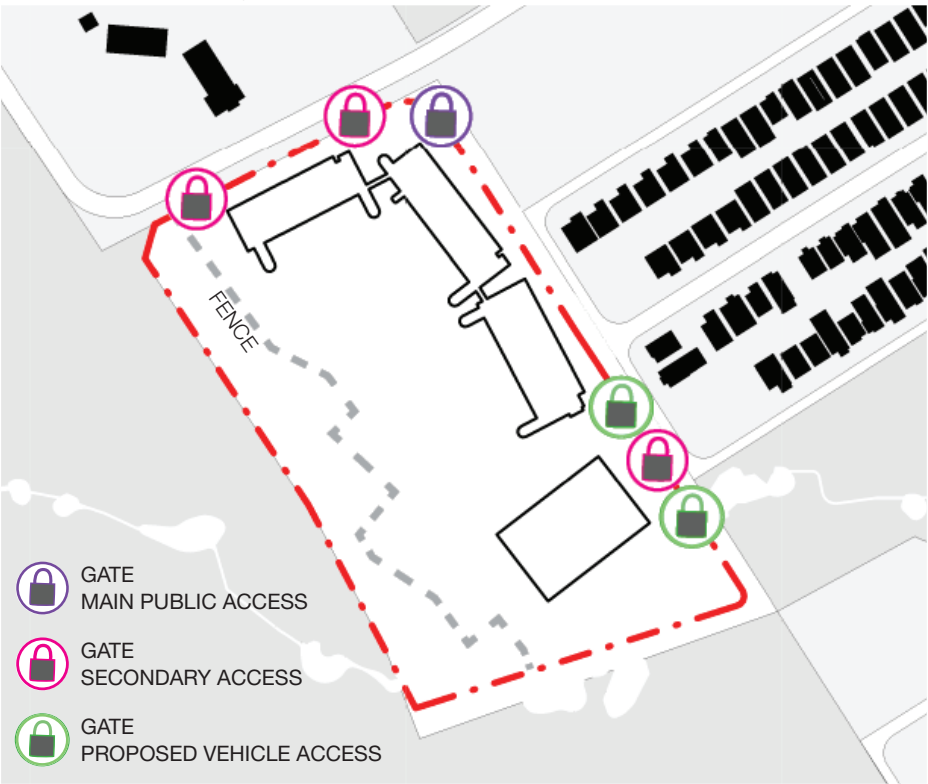 FENCE
GATE
MAIN PUBLIC ACCESS
GATE
SECONDARY ACCESS
GATE
PROPOSED VEHICLE ACCESS